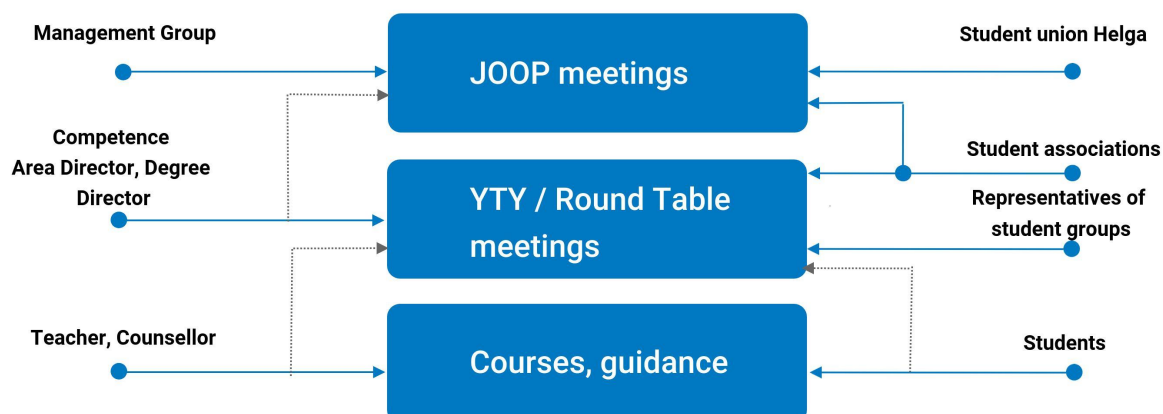 Management Group
JOOP meetings
Student union Helga
Competence
Area Director, Degree
Director
YTY / Round Table
meetings
Student associations
Representatives of
student groups
Teacher, Counsellor
Courses, guidance
Students